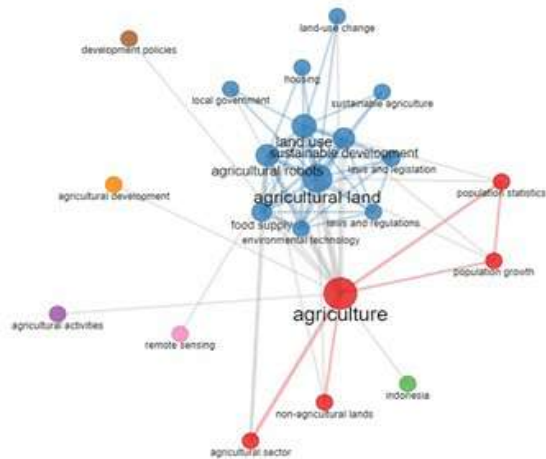 land-use change
development policies
housing
local government
sustainable agriculture
land use
sustainable development
agricultural robots
laws and legislation
agricultural development
agricultural land
population statistics
food supply
laws and regulations
environmental technology
population growth
agriculture
agricultural activities
remote sensing
indonesia
non-agricultural lands
agricultural sector